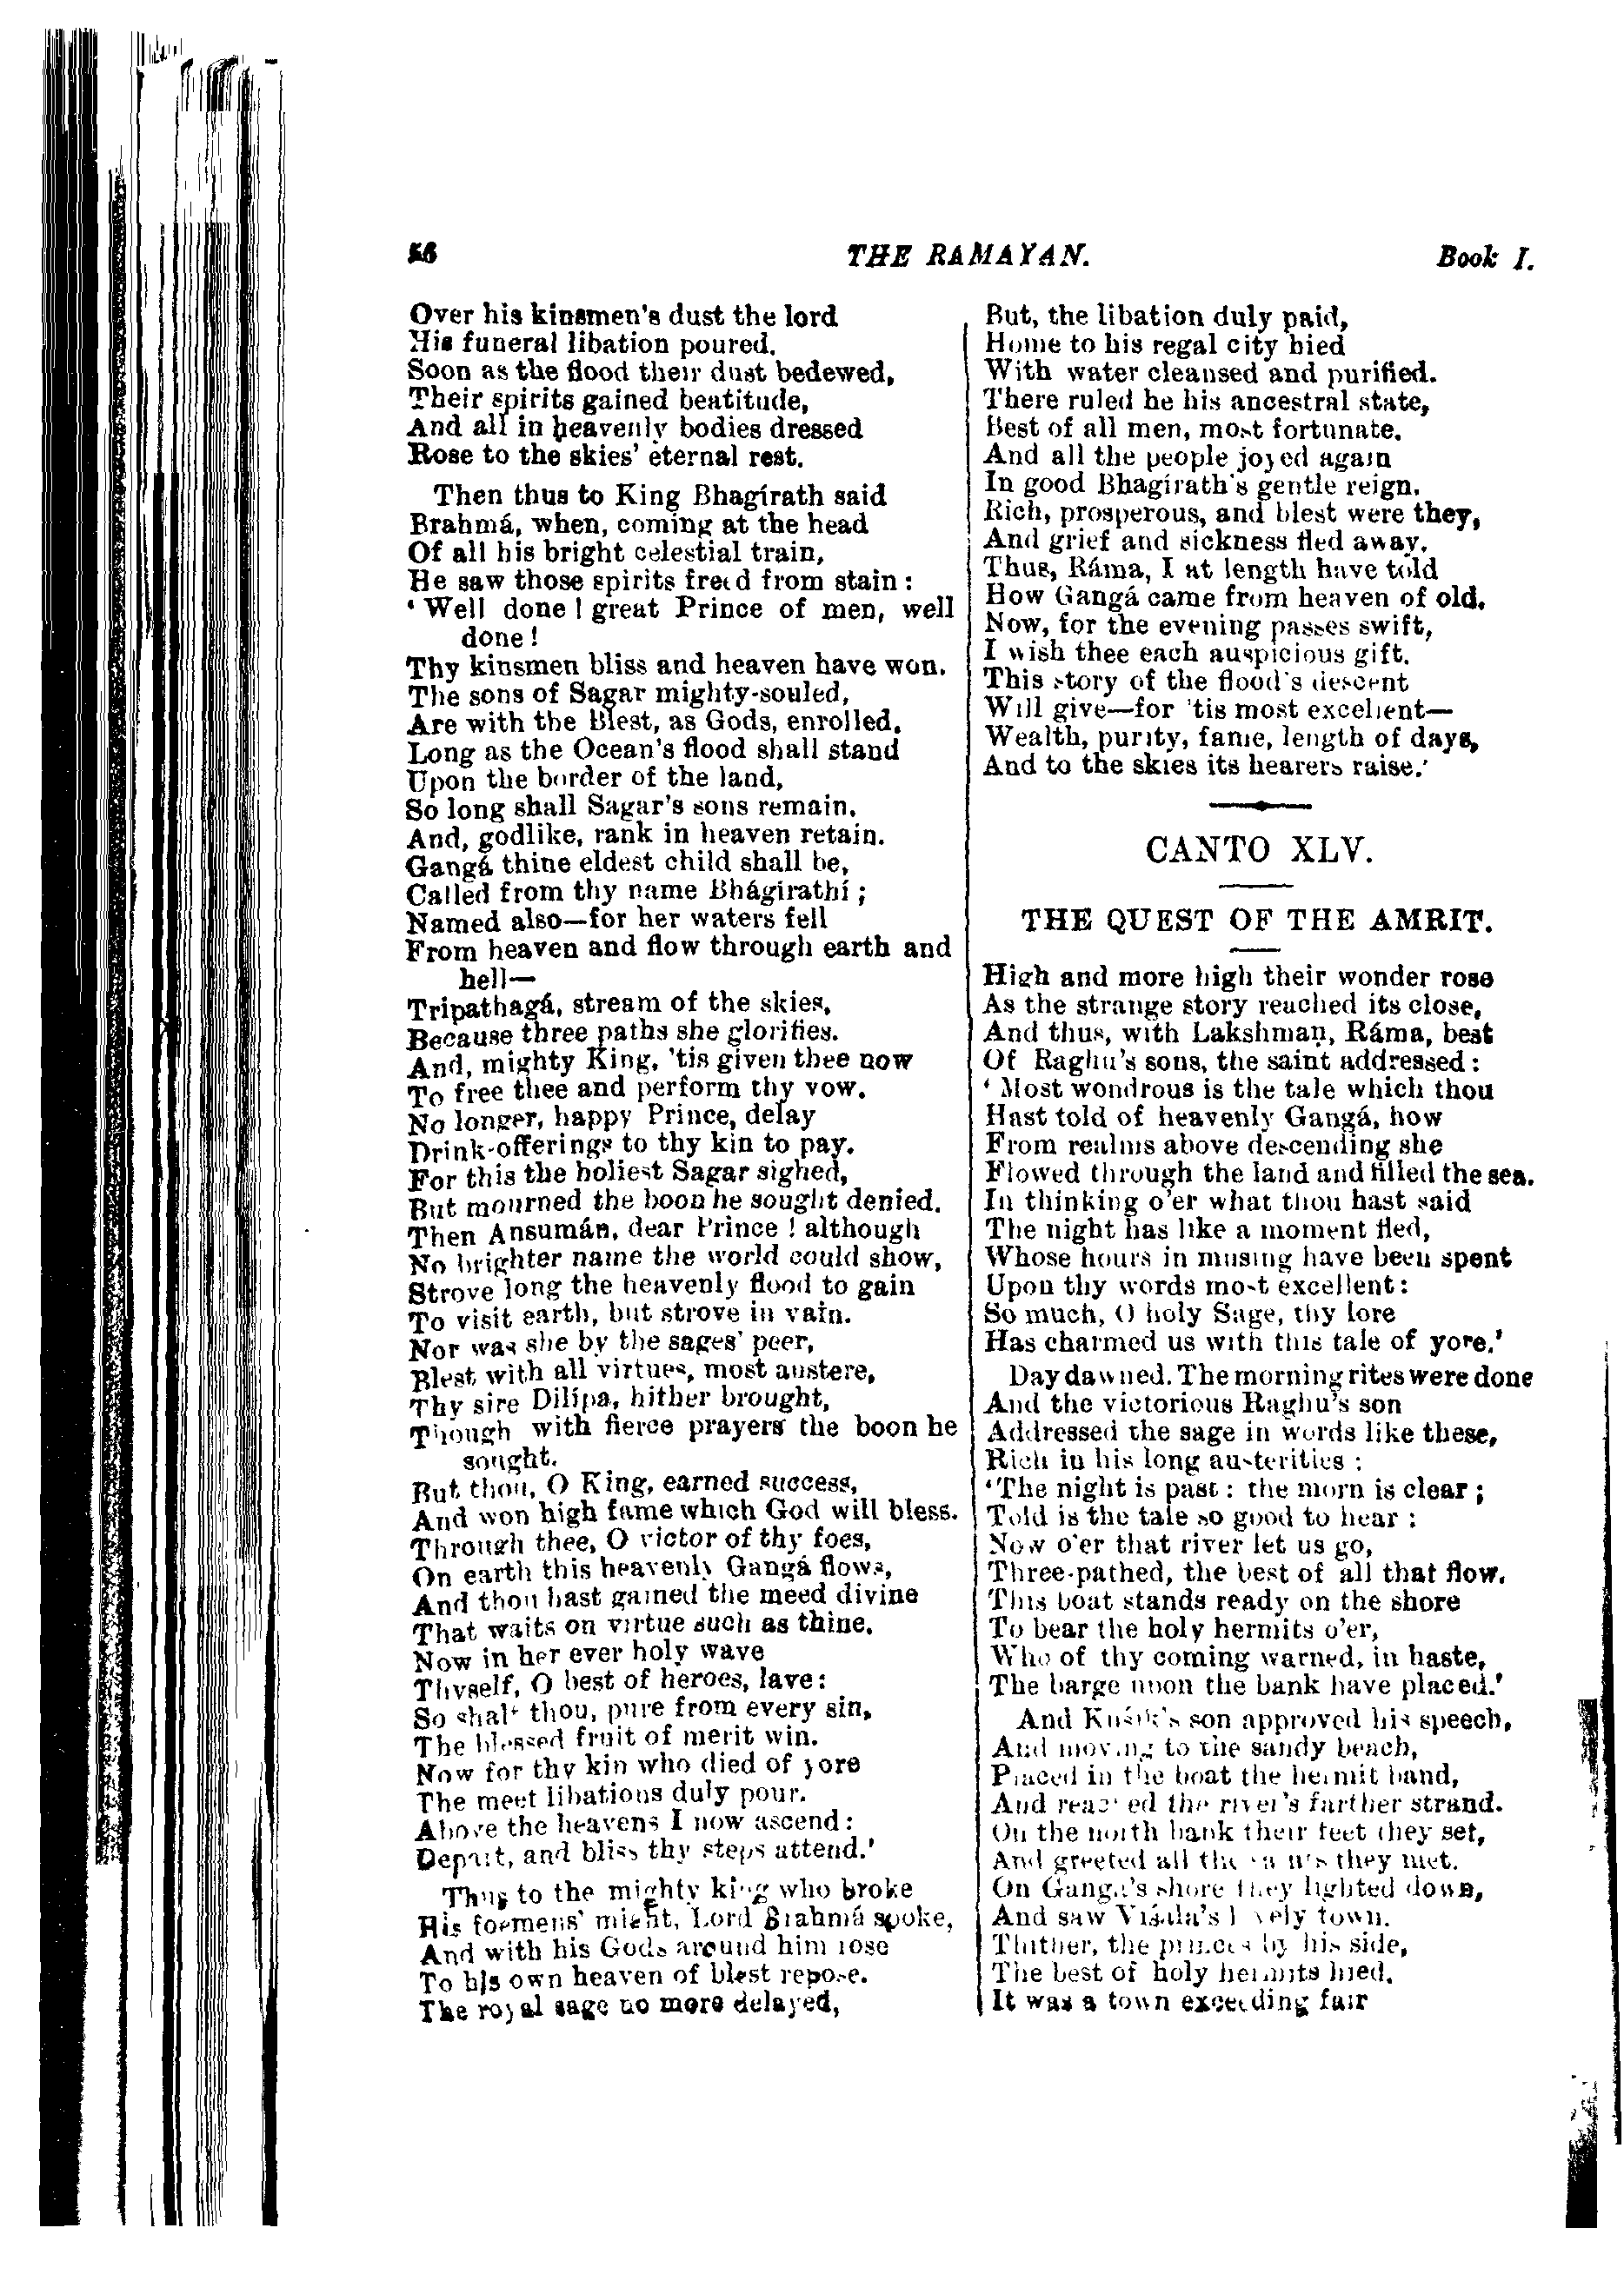 56 THE RAMAYAN. Book I.
Over his kinsmen's dust the lord
His funeral libation poured.
Soon as the flood their dust bedewed,
Their spirits gained beatitude,
And all in heavenly bodies dressed
Rose to the skies' eternal rest.
Then thus to King Bhagírath said
Brahmá, when, coming at the head
Of all his bright celestial train,
He saw those spirits freed from stain:
'Well done! great Prince of men, well
done!
Thy kinsmen bliss and heaven have won.
The sons of Sagar mighty-souled,
Are with the Blest, as Gods, enrolled.
Long as the Ocean's flood shall stand
Upon the border of the land,
So long shall Sagar's sons remain,
And, godlike, rank in heaven retain.
Gangá thine eldest child shall be,
Called from thy name Bhágirathí;
Named also—for her waters fell
From heaven and flow through earth and
hell—
Tripathagá, stream of the skies,
Because three paths she glorifies.
And, mighty King, 'tis given thee now
To free thee and perform thy vow.
No longer, happy Prince, delay
Drink-offerings to thy kin to pay.
For this the holiest Sagar sighed,
But mourned the boon he sought denied.
Then Ansumán, dear Prince! although
No brighter name the world could show,
Strove long the heavenly flood to gain
To visit earth, but strove in vain.
Nor was she by the sages' peer,
Blest with all virtues, most austere,
Thy sire Dilípa, hither brought,
Though with fierce prayers the boon he
sought.
But thou, O King, earned success,
And won high fame which God will bless.
Through thee, O victor of thy foes,
On earth this heavenly Gangá flows,
And thou hast gained the meed divine
That waits on virtue such as thine.
Now in her ever holy wave
Thyself, O best of heroes, lave:
So shalt thou, pure from every sin,
The blessed fruit of merit win.
Now for thy kin who died of yore
The meet libations duly pour.
Above the heavens I now ascend:
Depart, and bliss thy steps attend.'
Thus to the mighty king who broke
His foemens' might, Lord Brahmá spoke,
And with his Gods around him rose
To his own heaven of blest repose.
The royal sage no more delayed,
But, the libation duly paid,
Home to his regal city hied
With water cleansed and purified.
There ruled he his ancestral state,
Best of all men, most fortunate.
And all the people joyed again
In good Bhagírath's gentle reign.
Rich, prosperous, and blest were they,
And grief and sickness fled away.
Thus, Ráma, I at length have told
How Gangá came from heaven of old.
Now, for the evening passes swift,
I wish thee each auspicious gift.
This story of the flood's descent
Will give—for 'tis most excellent—
Wealth, purity, fame, length of days,
And to the skies its hearers raise.'
CANTO XLV.
THE QUEST OF THE AMRIT.
High and more high their wonder rose
As the strange story reached its close,
And thus, with Lakshmaṇ, Ráma, best
Of Raghu's sons, the saint addressed:
'Most wondrous is the tale which thou
Hast told of heavenly Gangá, how
From realms above descending she
Flowed through the land and filled the sea.
In thinking o'er what thou hast said
The night has like a moment fled,
Whose hours in musing have been spent
Upon thy words most excellent:
So much, O holy Sage, thy lore
Has charmed us with this tale of yore.'
Day dawned. The morning rites were done
And the victorious Raghu's son
Addressed the sage in words like these,
Rich in his long austerities:
'The night is past: the morn is clear;
Told is the tale so good to hear:
Now o'er that river let us go,
Three-pathed, the best of all that flow.
This boat stands ready on the shore
To bear the holy hermits o'er,
Who of thy coming warned, in haste,
The barge upon the bank have placed.'
And Kuśik's son approved his speech,
And moving to the sandy beach,
Placed in the boat the hermit band,
And reached the river's farther strand.
On the north bank their feet they set,
And greeted all the saints they met.
On Gangá's shore they lighted down,
And saw Viśálá's lovely town.
Thither, the princes by his side,
The best of holy hermits hied.
It was a town exceeding fair